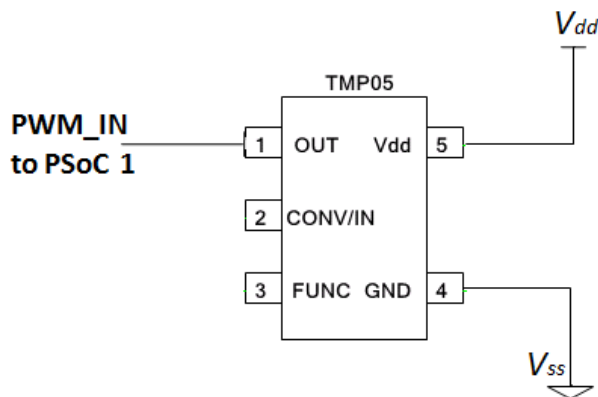 Vdd
TMP05
PWM_IN
to PSoC 1
1 OUT Vdd 5
2 CONV/IN
3 FUNC GND 4
Vss